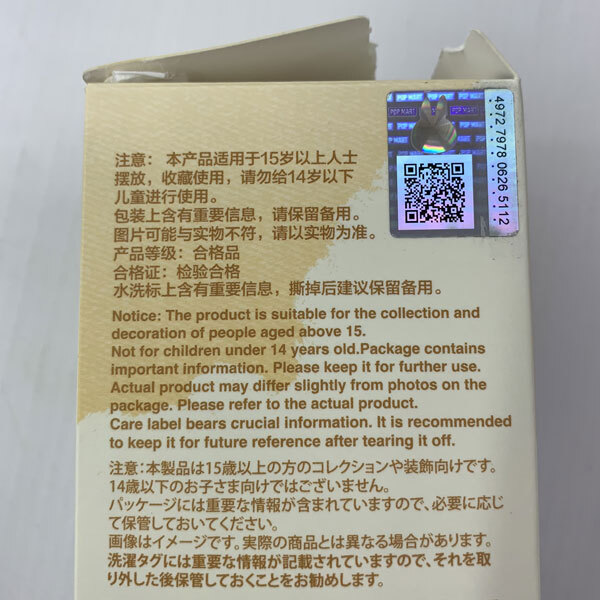 POP MART
POP MART
POP MART
POP MART
4972 7978 0626 5112
注意：本产品适用于15岁以上人士
摆放，收藏使用，请勿给14岁以下
儿童进行使用。
包装上含有重要信息，请保留备用。
图片可能与实物不符，请以实物为准。
产品等级：合格品
合格证：检验合格
水洗标上含有重要信息，撕掉后建议保留备用。
Notice: The product is suitable for the collection and
decoration of people aged above 15.
Not for children under 14 years old.Package contains
important information. Please keep it for further use.
Actual product may differ slightly from photos on the
package. Please refer to the actual product.
Care label bears crucial information. It is recommended
to keep it for future reference after tearing it off.
注意：本製品は15歳以上の方のコレクションや装飾向けです。
14歳以下のお子さま向けではございません。
パッケージには重要な情報が含まれていますので、必要に応じ
て保管しておいてください。
画像はイメージです。実際の商品とは異なる場合があります。
洗濯タグには重要な情報が記載されていますので、それを取
り外した後保管しておくことをお勧めします。